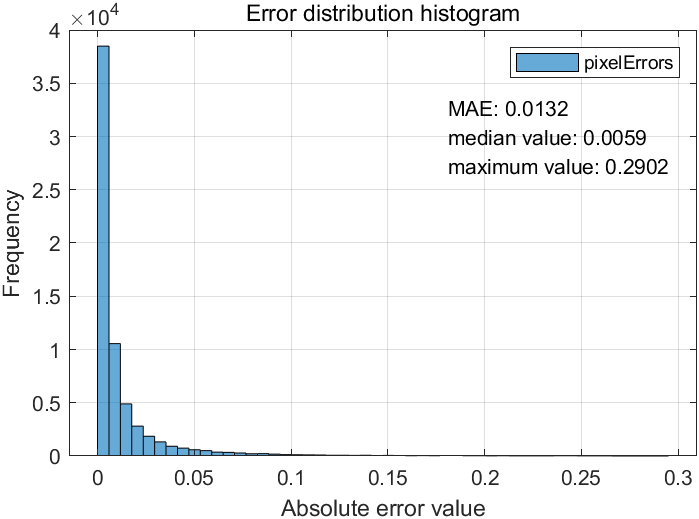 Error distribution histogram
×10⁴
pixelErrors
MAE: 0.0132
median value: 0.0059
maximum value: 0.2902
4
3.5
3
2.5
2
1.5
1
0.5
0
Frequency
0 0.05 0.1 0.15 0.2 0.25 0.3
Absolute error value